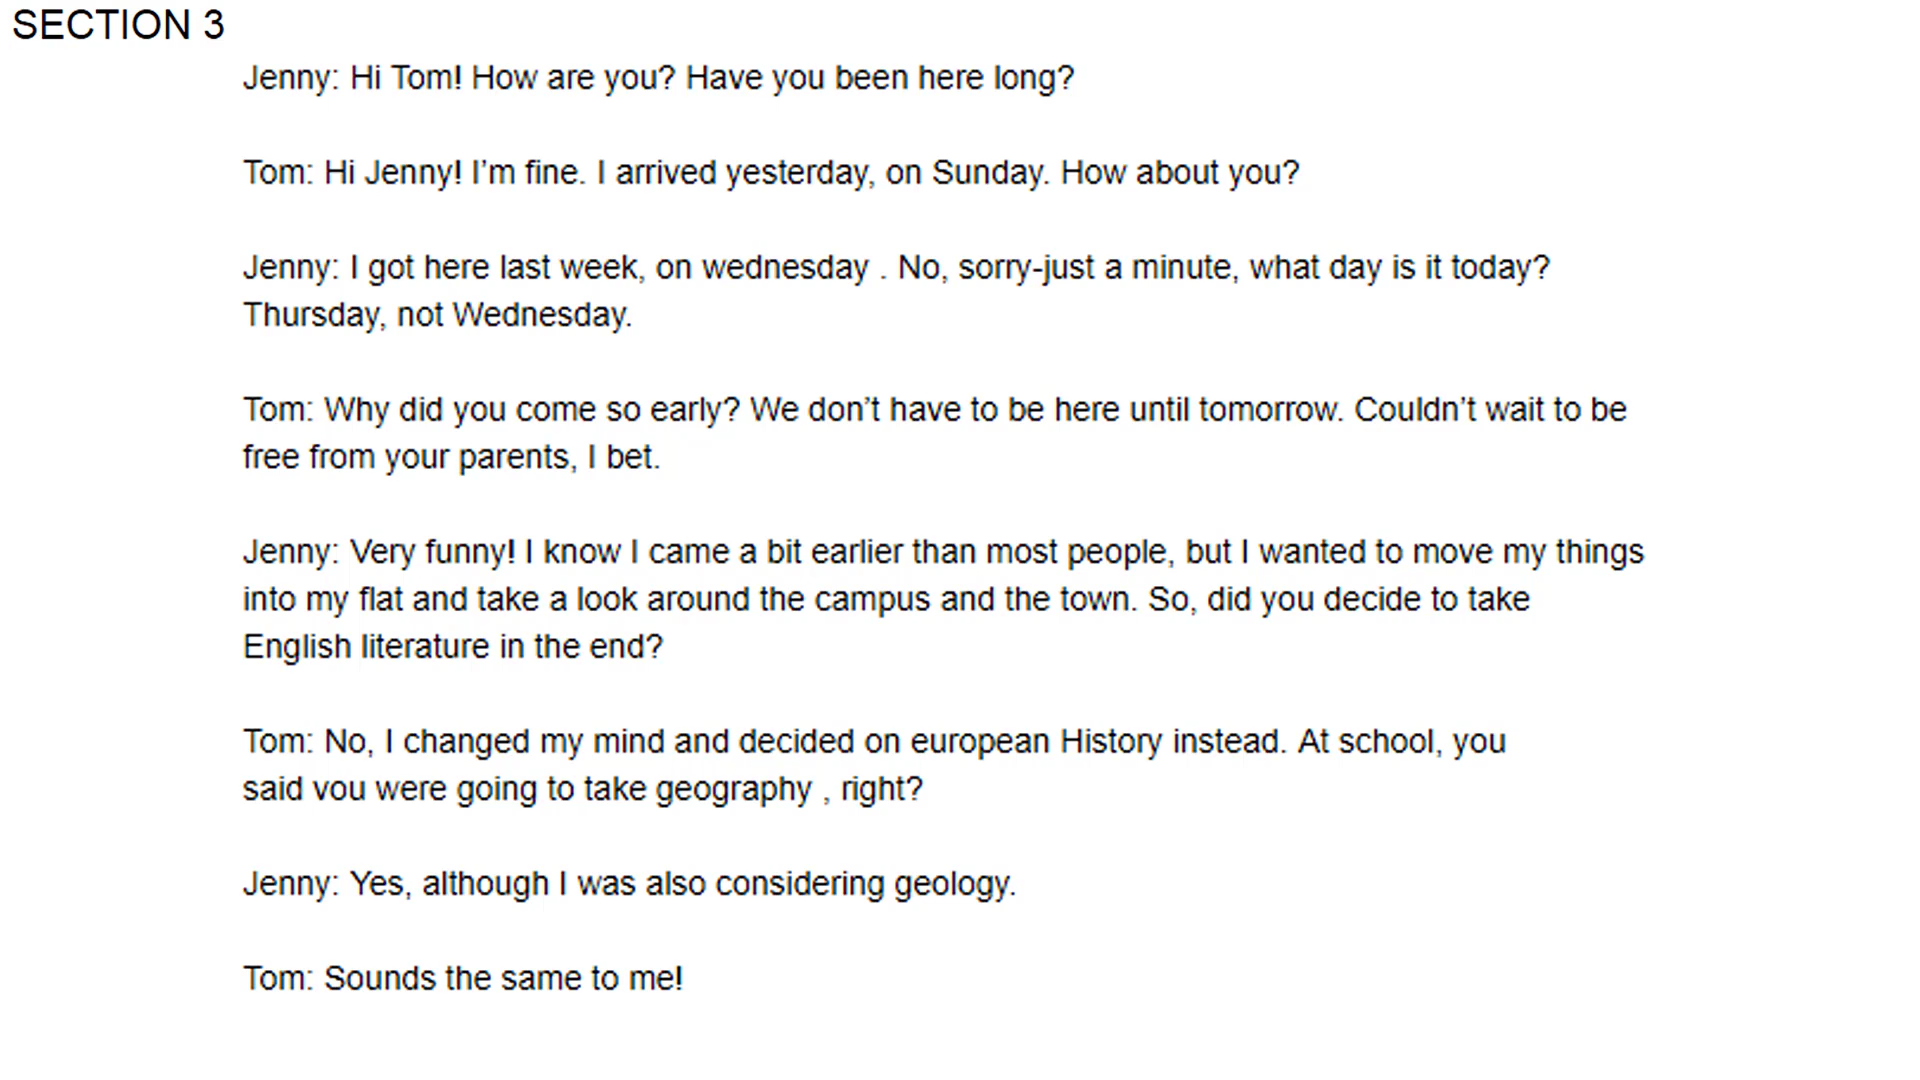 SECTION 3
Jenny: Hi Tom! How are you? Have you been here long?
Tom: Hi Jenny! I’m fine. I arrived yesterday, on Sunday. How about you?
Jenny: I got here last week, on wednesday . No, sorry-just a minute, what day is it today?
Thursday, not Wednesday.
Tom: Why did you come so early? We don’t have to be here until tomorrow. Couldn’t wait to be
free from your parents, I bet.
Jenny: Very funny! I know I came a bit earlier than most people, but I wanted to move my things
into my flat and take a look around the campus and the town. So, did you decide to take
English literature in the end?
Tom: No, I changed my mind and decided on european History instead. At school, you
said vou were going to take geography , right?
Jenny: Yes, although I was also considering geology.
Tom: Sounds the same to me!